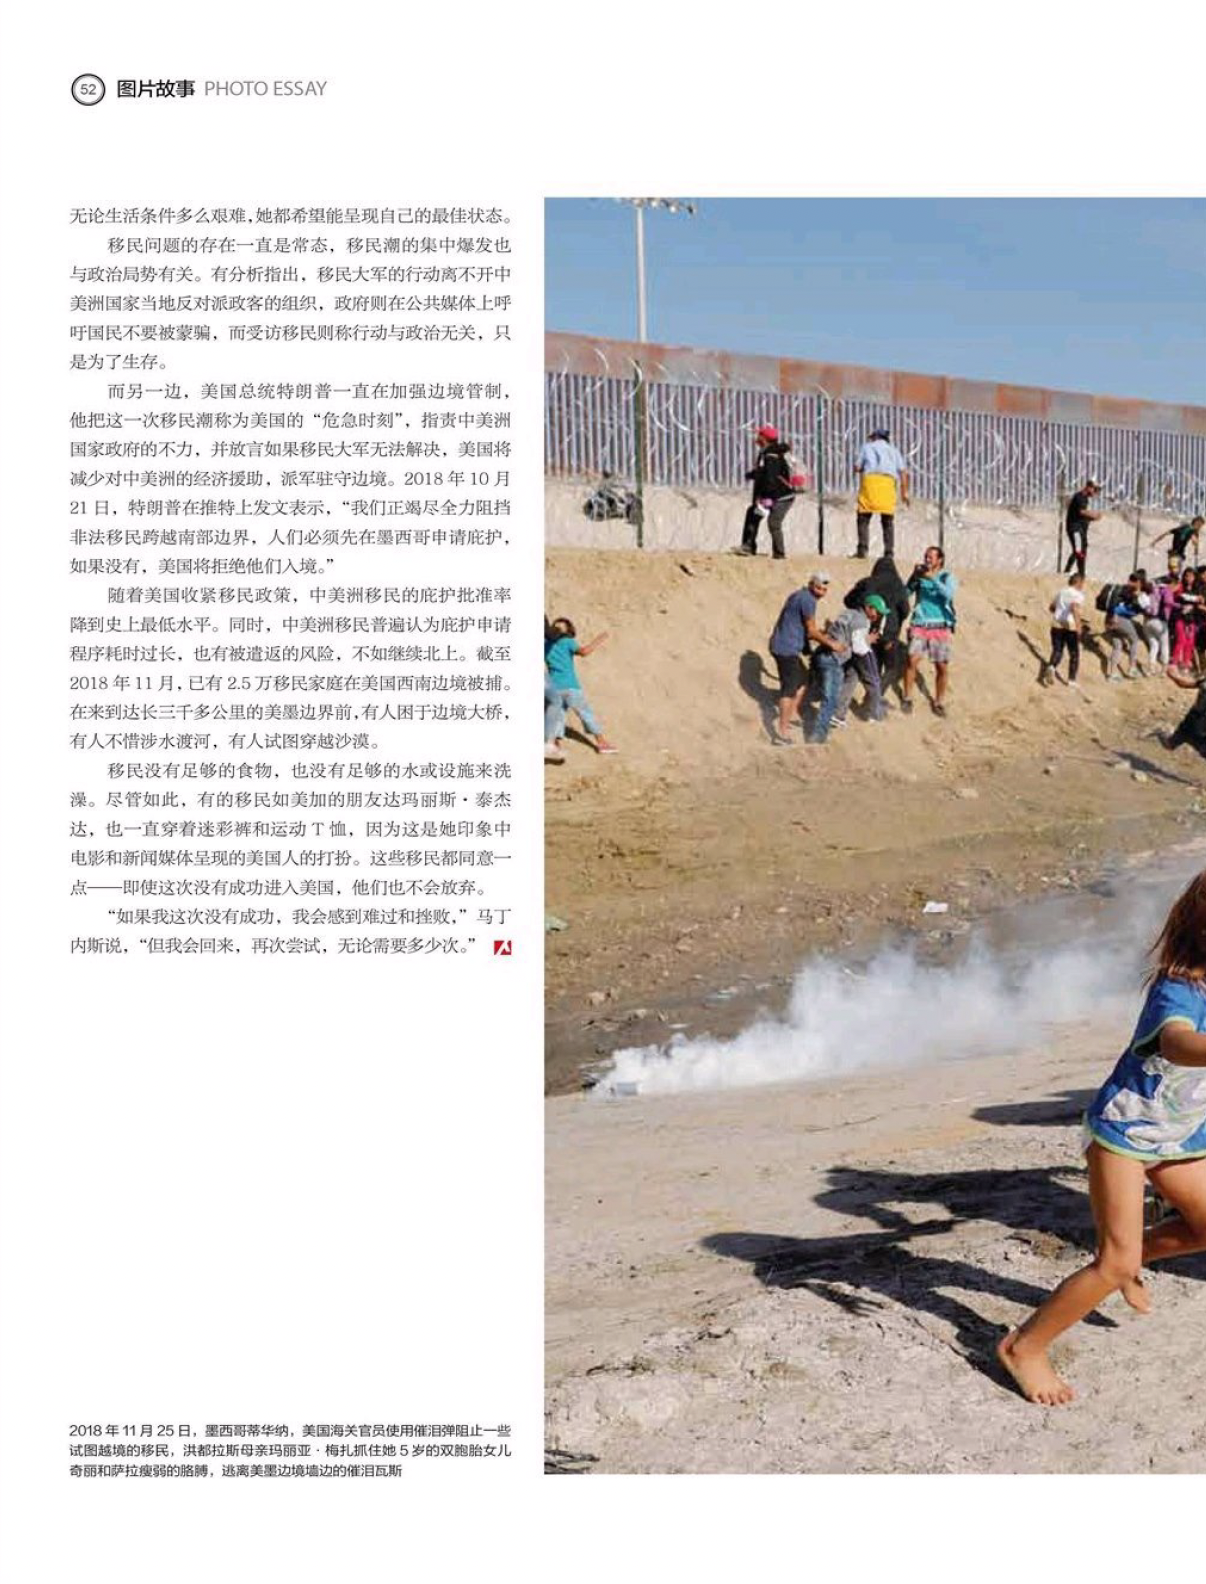 52 图片故事 PHOTO ESSAY
无论生活条件多么艰难,她都希望能呈现自己的最佳状态。
移民问题的存在一直是常态，移民潮的集中爆发也
与政治局势有关。有分析指出，移民大军的行动离不开中
美洲国家当地反对派政客的组织，政府则在公共媒体上呼
吁国民不要被蒙骗，而受访移民则称行动与政治无关，只
是为了生存。
而另一边，美国总统特朗普一直在加强边境管制，
他把这一次移民潮称为美国的“危急时刻”，指责中美洲
国家政府的不力，并放言如果移民大军无法解决，美国将
减少对中美洲的经济援助，派军驻守边境。2018 年 10 月
21 日，特朗普在推特上发文表示，“我们正竭尽全力阻挡
非法移民跨越南部边界，人们必须先在墨西哥申请庇护，
如果没有，美国将拒绝他们入境。”
随着美国收紧移民政策，中美洲移民的庇护批准率
降到史上最低水平。同时，中美洲移民普遍认为庇护申请
程序耗时过长，也有被遣返的风险，不如继续北上。截至
2018 年 11 月，已有 2.5 万移民家庭在美国西南边境被捕。
在来到达长三千多公里的美墨边界前，有人困于边境大桥，
有人不惜涉水渡河，有人试图穿越沙漠。
移民没有足够的食物，也没有足够的水或设施来洗
澡。尽管如此，有的移民如美加的朋友达玛丽斯·泰杰
达，也一直穿着迷彩裤和运动 T 恤，因为这是她印象中
电影和新闻媒体呈现的美国人的打扮。这些移民都同意一
点——即使这次没有成功进入美国，他们也不会放弃。
“如果我这次没有成功，我会感到难过和挫败，”马丁
内斯说，“但我会回来，再次尝试，无论需要多少次。”
2018 年 11 月 25 日，墨西哥蒂华纳，美国海关官员使用催泪弹阻止一些
试图越境的移民，洪都拉斯母亲玛丽亚·梅扎抓住她 5 岁的双胞胎女儿
奇丽和萨拉瘦弱的胳膊，逃离美墨边境墙边的催泪瓦斯